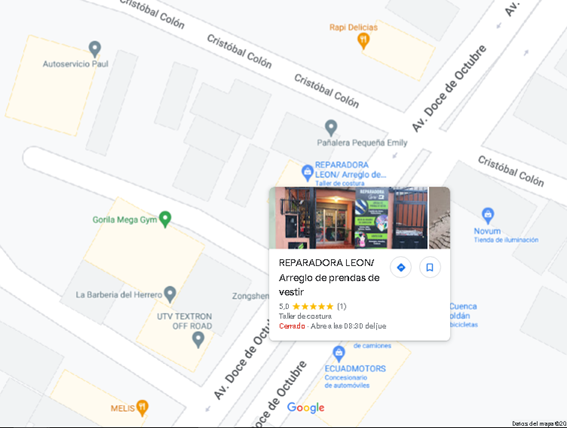 Av.
Cristóbal Colón
Rapi Delicias
Cristóbal Colón
Autoservicio Paul
Cristóbal Colón
Av. Doce de Octubre
Pañalera Pequeña Emily
REPARADORA
LEON/ Arreglo de...
Taller de costura
Cristóbal Colón
Gorila Mega Gym
Novum
Tienda de iluminación
REPARADORA LEON/
Arreglo de prendas de
vestir
5,0 ★★★★★ (1)
Taller de costura
Cerrado · Abre a las 08:30 del jue
La Barberia del Herrero
Zongshen
UTV TEXTRON
OFF ROAD
Cuenca
oldán
bicicletas
Av. Doce de Octu
de camiones
ECUADMOTORS
Concesionario
de automóviles
oce de Octubre
MELIS
Google
Datos del mapa ©20